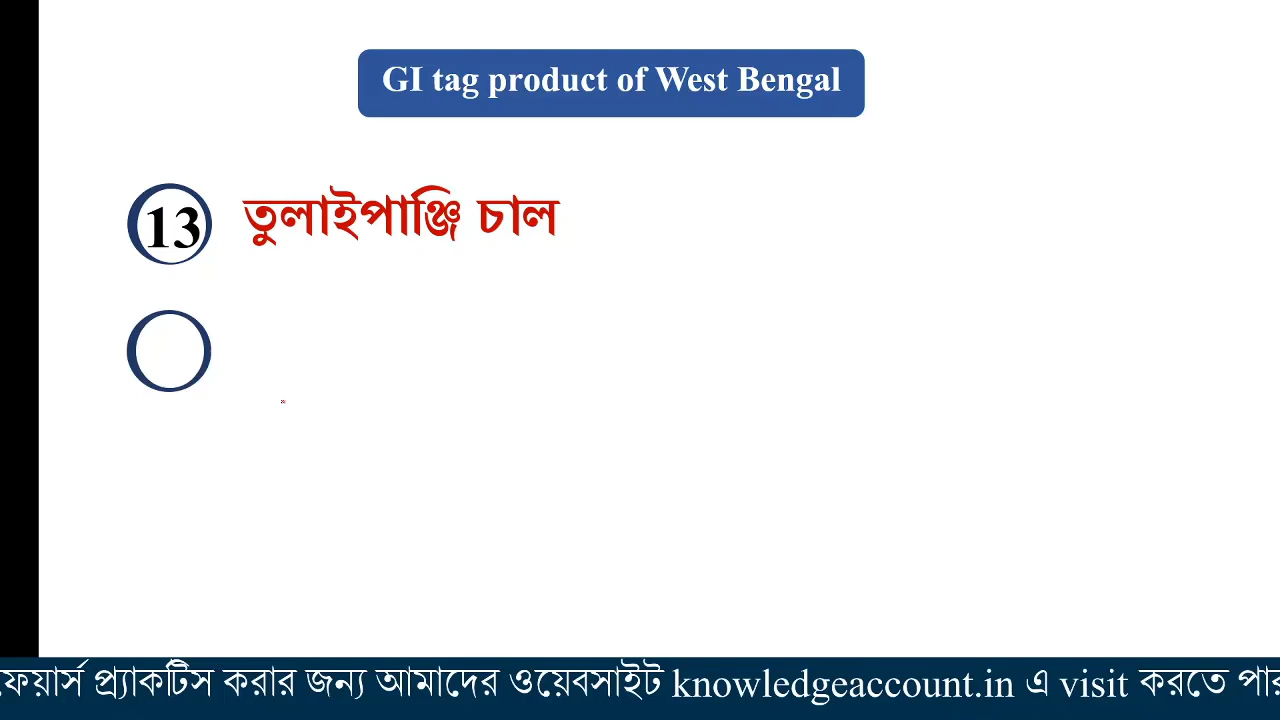 GI tag product of West Bengal
13 তুলাইপাঞ্জি চাল
ফেয়ার্স প্র্যাকটিস করার জন্য আমাদের ওয়েবসাইট knowledgeaccount.in এ visit করতে